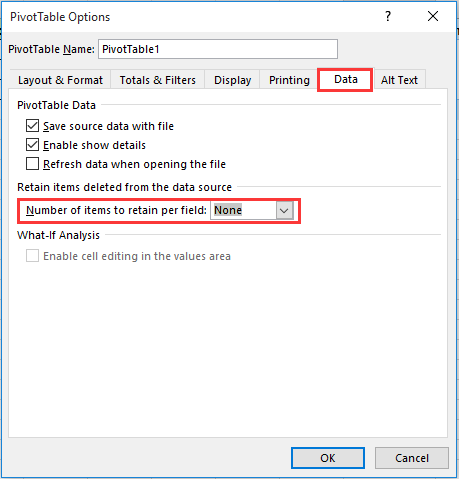 PivotTable Options ? ×
PivotTable Name: PivotTable1
Layout & Format Totals & Filters Display Printing Data Alt Text
PivotTable Data
Save source data with file
Enable show details
Refresh data when opening the file
Retain items deleted from the data source
Number of items to retain per field: None
What-If Analysis
Enable cell editing in the values area
OK Cancel